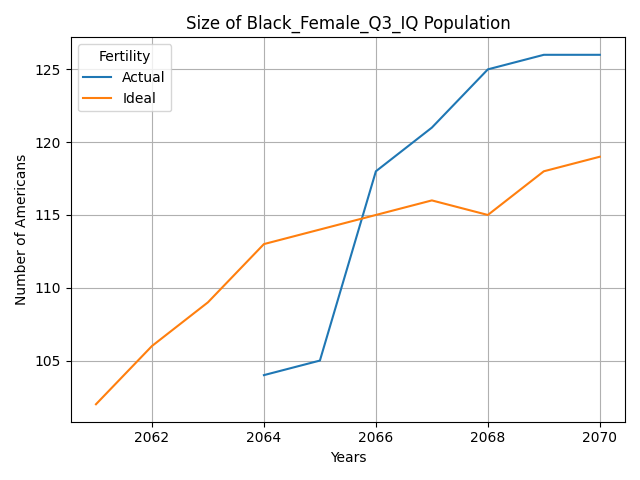 Size of Black_Female_Q3_IQ Population
Fertility
Actual
Ideal
125
120
115
110
105
Number of Americans
2062 2064 2066 2068 2070
Years